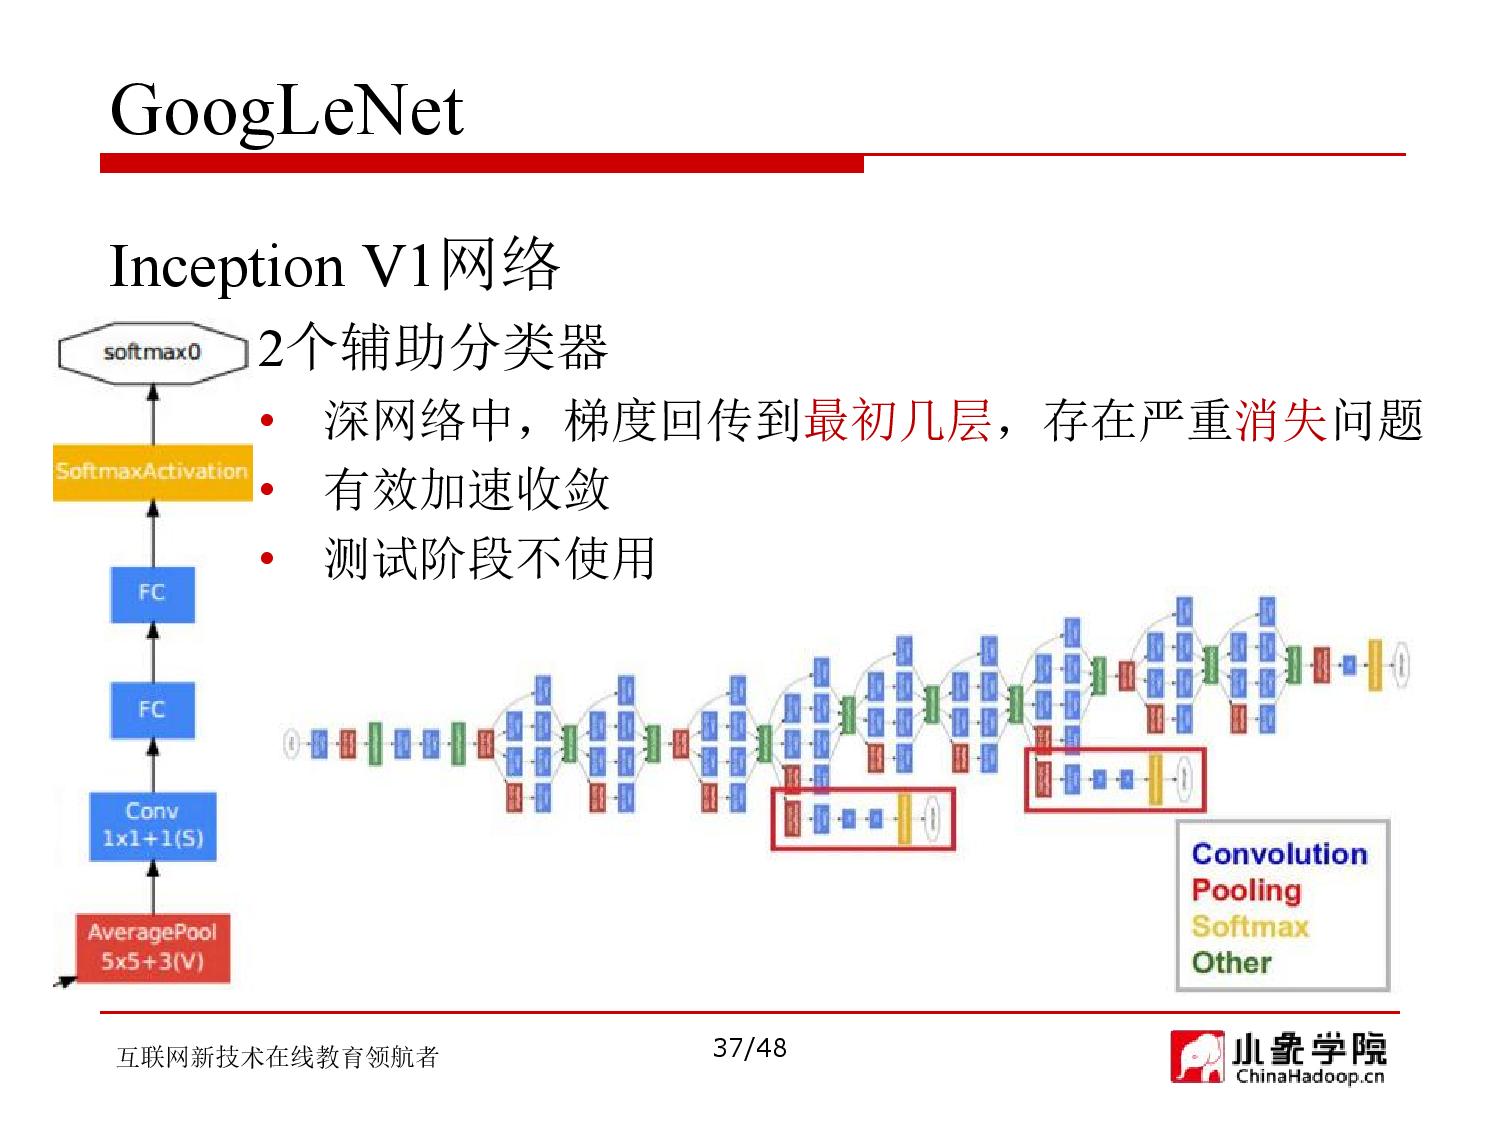 GoogLeNet
Inception V1网络
2个辅助分类器
• 深网络中，梯度回传到最初几层，存在严重消失问题
• 有效加速收敛
• 测试阶段不使用
softmax0
SoftmaxActivation
FC
FC
Conv
1x1+1(S)
AveragePool
5x5+3(V)
Convolution
Pooling
Softmax
Other
互联网新技术在线教育领航者
37/48
小象学院
ChinaHadoop.cn